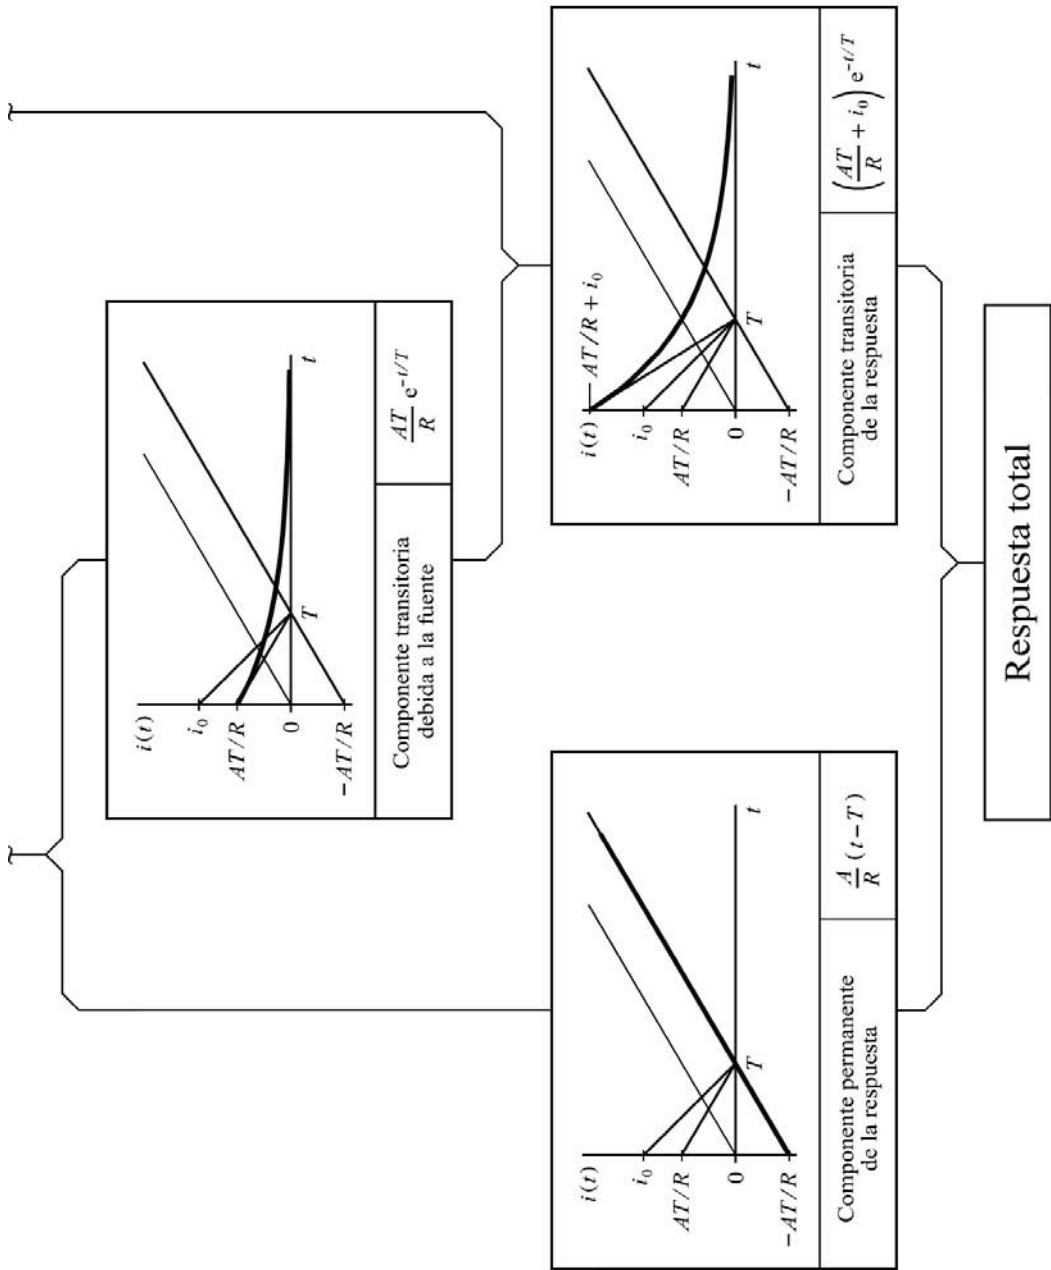 i(t)
i₀
AT/R
0
−AT/R
T
t
Componente transitoria
debida a la fuente
AT/R e^{-t/T}
i(t)
i₀
AT/R
0
−AT/R
T
t
Componente permanente
de la respuesta
A/R (t − T)
i(t)
AT/R + i₀
i₀
AT/R
0
−AT/R
T
t
Componente transitoria
de la respuesta
(AT/R + i₀) e^{-t/T}
Respuesta total